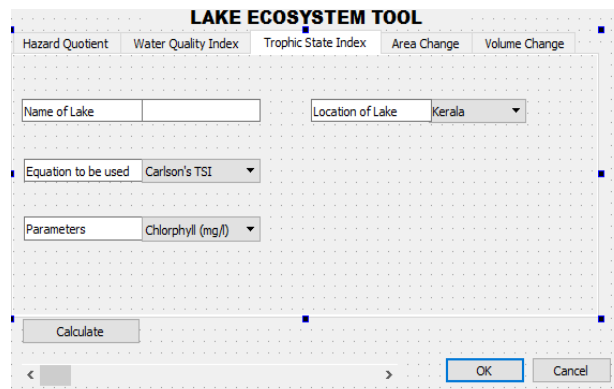 LAKE ECOSYSTEM TOOL
Hazard Quotient Water Quality Index Trophic State Index Area Change Volume Change
Name of Lake Location of Lake Kerala
Equation to be used Carlson's TSI
Parameters Chlorphyll (mg/l)
Calculate
OK Cancel